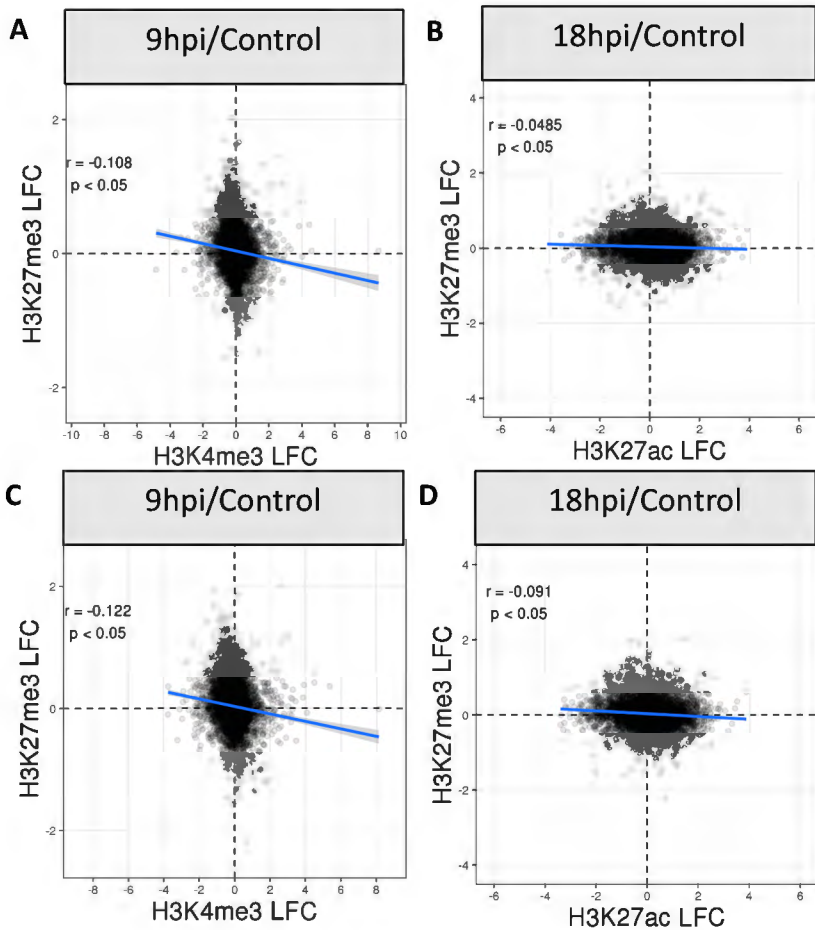 A
9hpi/Control
H3K27me3 LFC
2
0
-2
r = -0.108
p < 0.05
-10 -8 -6 -4 -2 0 2 4 6 8 10
H3K4me3 LFC
B
18hpi/Control
H3K27me3 LFC
4
2
0
-2
-4
r = -0.0485
p < 0.05
-6 -4 -2 0 2 4 6
H3K27ac LFC
C
9hpi/Control
H3K27me3 LFC
2
0
-2
r = -0.122
p < 0.05
-8 -6 -4 -2 0 2 4 6 8
H3K4me3 LFC
D
18hpi/Control
H3K27me3 LFC
4
2
0
-2
-4
r = -0.091
p < 0.05
-6 -4 -2 0 2 4 6
H3K27ac LFC